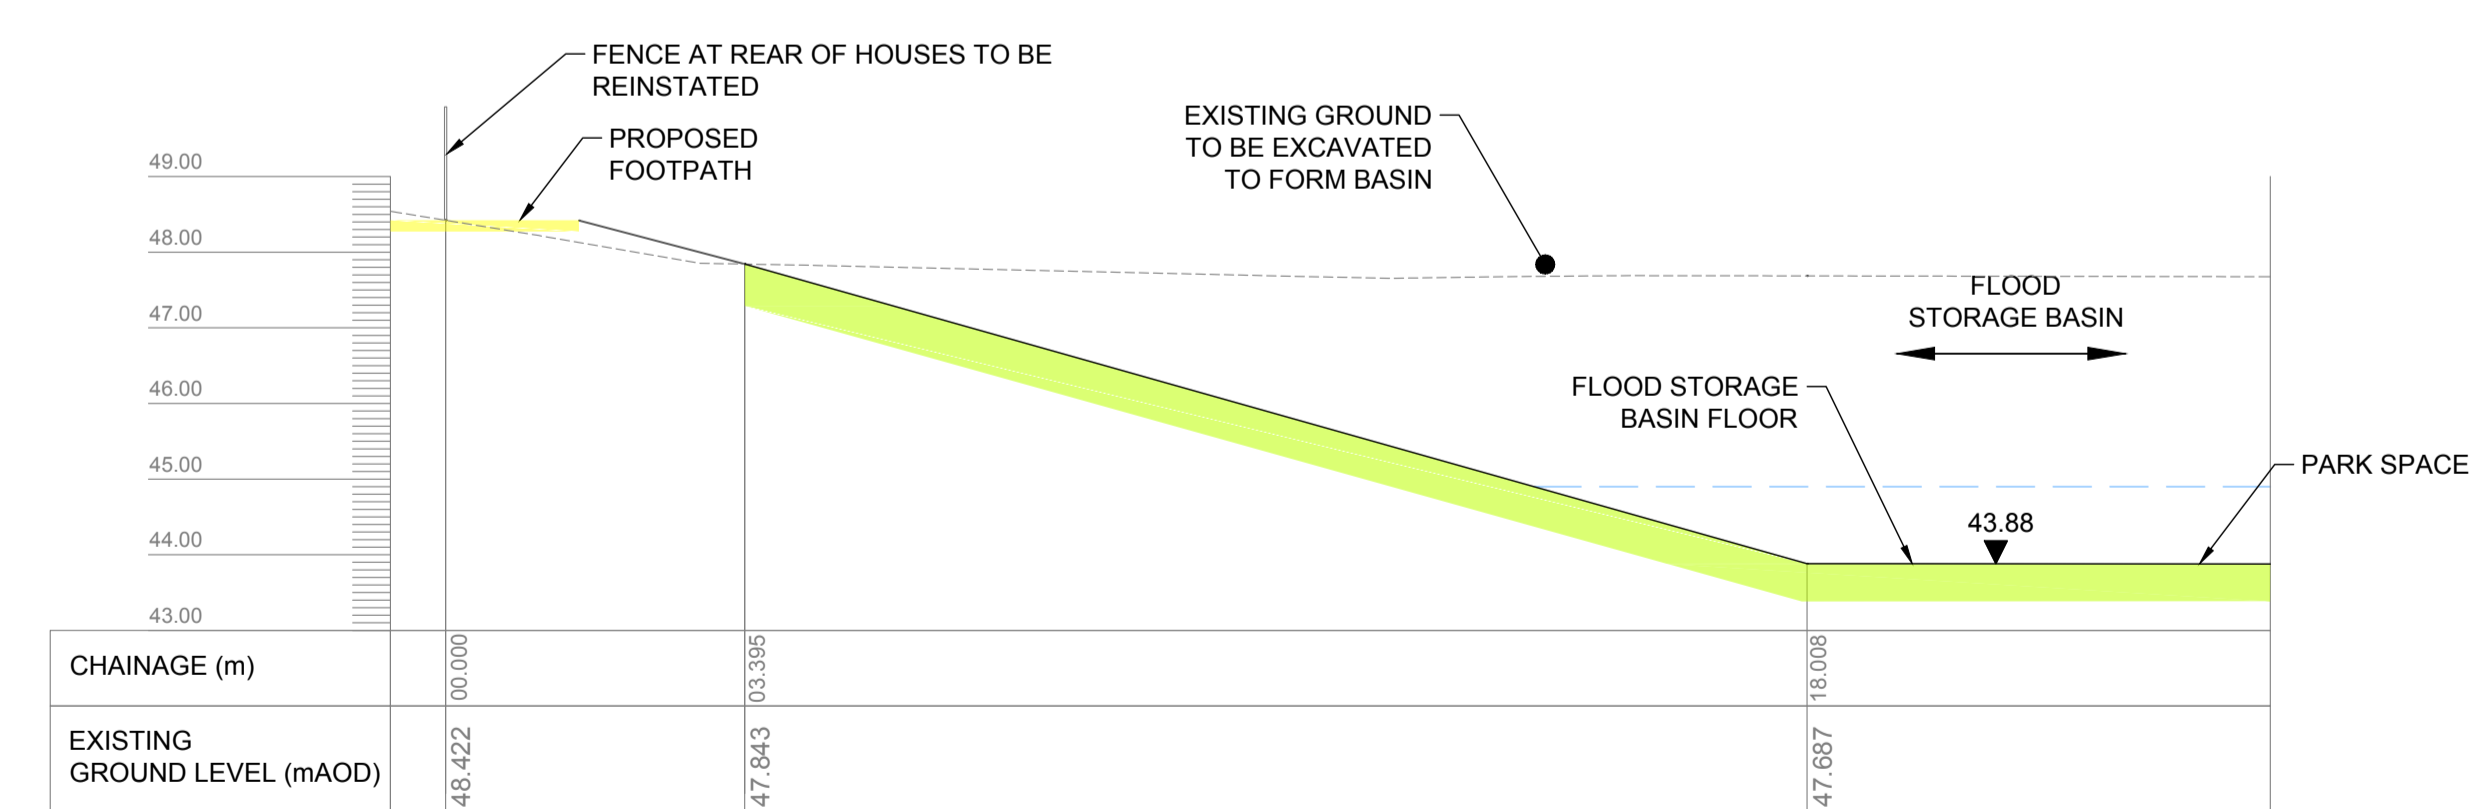 FENCE AT REAR OF HOUSES TO BE
REINSTATED
PROPOSED
FOOTPATH
EXISTING GROUND
TO BE EXCAVATED
TO FORM BASIN
49.00
48.00
47.00
46.00
45.00
44.00
43.00
FLOOD
STORAGE BASIN
FLOOD STORAGE
BASIN FLOOR
PARK SPACE
43.88
CHAINAGE (m)
00.000
03.395
18.008
EXISTING
GROUND LEVEL (mAOD)
48.422
47.843
47.687